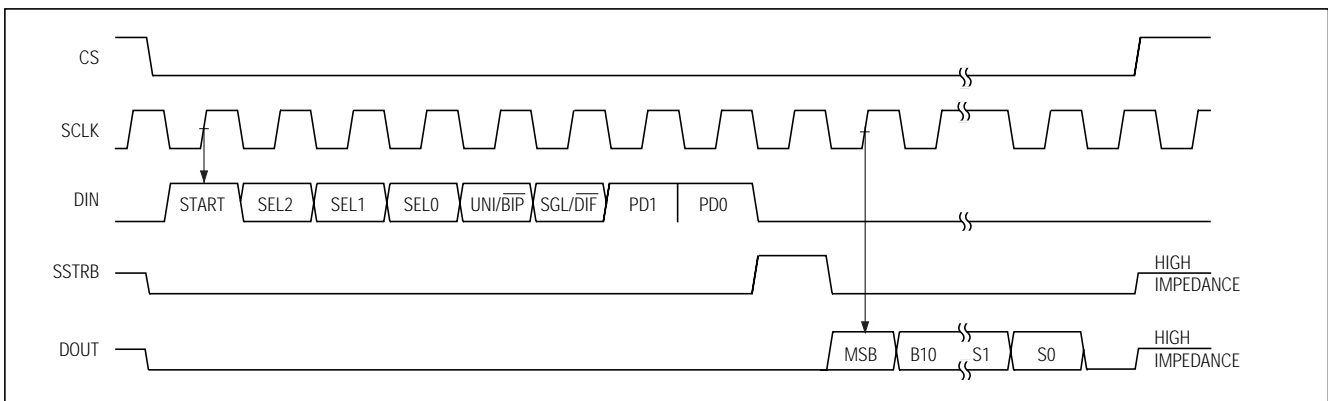 CS
SCLK
DIN START SEL2 SEL1 SEL0 UNI/BIP SGL/DIF PD1 PD0
SSTRB HIGH
IMPEDANCE
DOUT MSB B10 S1 S0 HIGH
IMPEDANCE